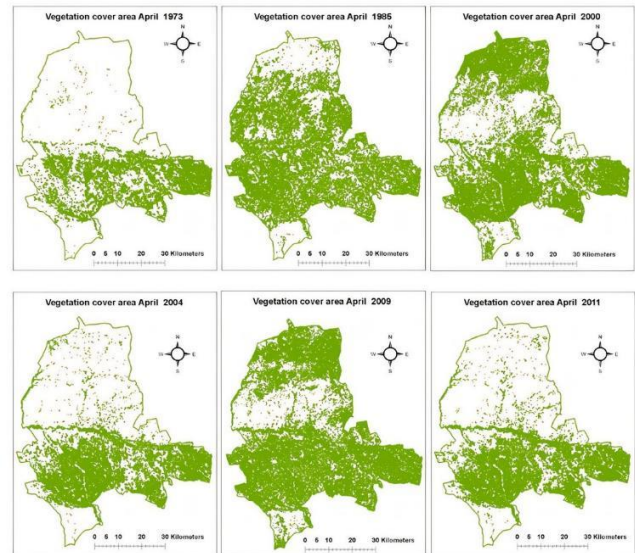 Vegetation cover area April 1973
N
W E
S
0 5 10 20 30 Kilometers
Vegetation cover area April 1985
N
W E
S
0 5 10 20 30 Kilometers
Vegetation cover area April 2000
N
W E
S
0 5 10 20 30 Kilometers
Vegetation cover area April 2004
N
W E
S
0 5 10 20 30 Kilometers
Vegetation cover area April 2009
N
W E
S
0 5 10 20 30 Kilometers
Vegetation cover area April 2011
N
W E
S
0 5 10 20 30 Kilometers